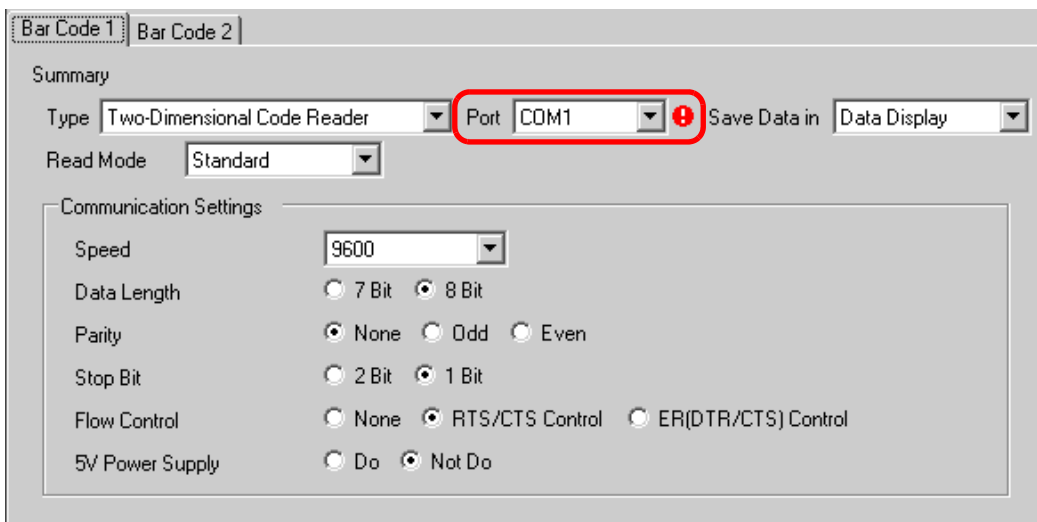 Bar Code 1 Bar Code 2
Summary
Type Two-Dimensional Code Reader Port COM1 Save Data in Data Display
Read Mode Standard
Communication Settings
Speed 9600
Data Length 7 Bit 8 Bit
Parity None Odd Even
Stop Bit 2 Bit 1 Bit
Flow Control None RTS/CTS Control ER(DTR/CTS) Control
5V Power Supply Do Not Do